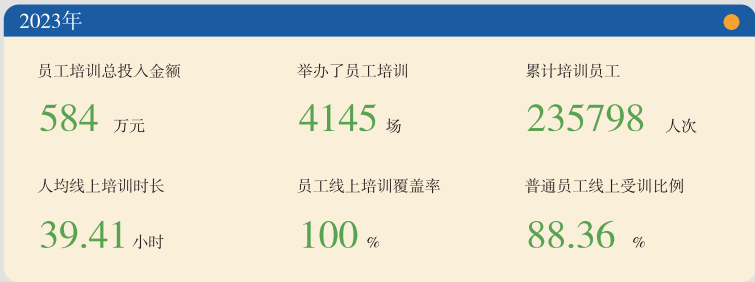 2023年
员工培训总投入金额
举办了员工培训
累计培训员工
584 万元
4145 场
235798 人次
人均线上培训时长
员工线上培训覆盖率
普通员工线上受训比例
39.41 小时
100 %
88.36 %